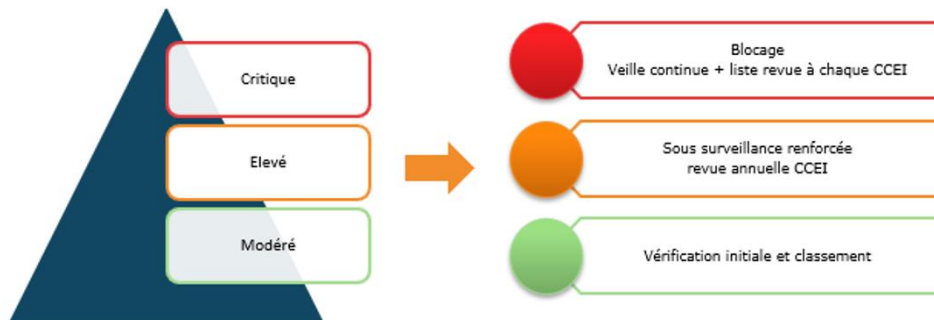 Critique
Elevé
Modéré
Blocage
Veille continue + liste revue à chaque CCEI
Sous surveillance renforcée
revue annuelle CCEI
Vérification initiale et classement